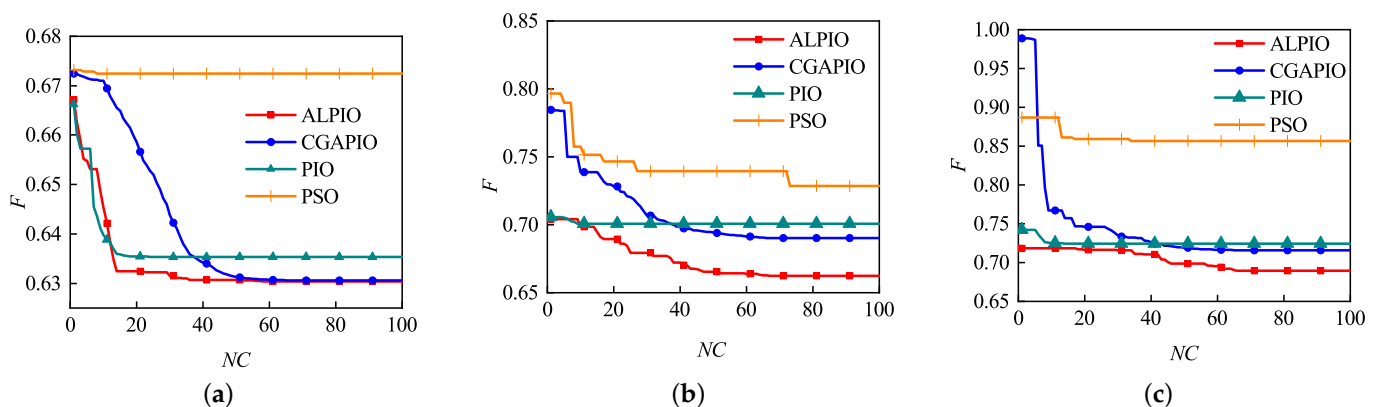 0.68
0.67
0.66
0.65
0.64
0.63
F
ALPIO
CGAPIO
PIO
PSO
0 20 40 60 80 100
NC
(a)
0.85
0.80
0.75
0.70
0.65
F
ALPIO
CGAPIO
PIO
PSO
0 20 40 60 80 100
NC
(b)
1.00
0.95
0.90
0.85
0.80
0.75
0.70
0.65
F
ALPIO
CGAPIO
PIO
PSO
0 20 40 60 80 100
NC
(c)